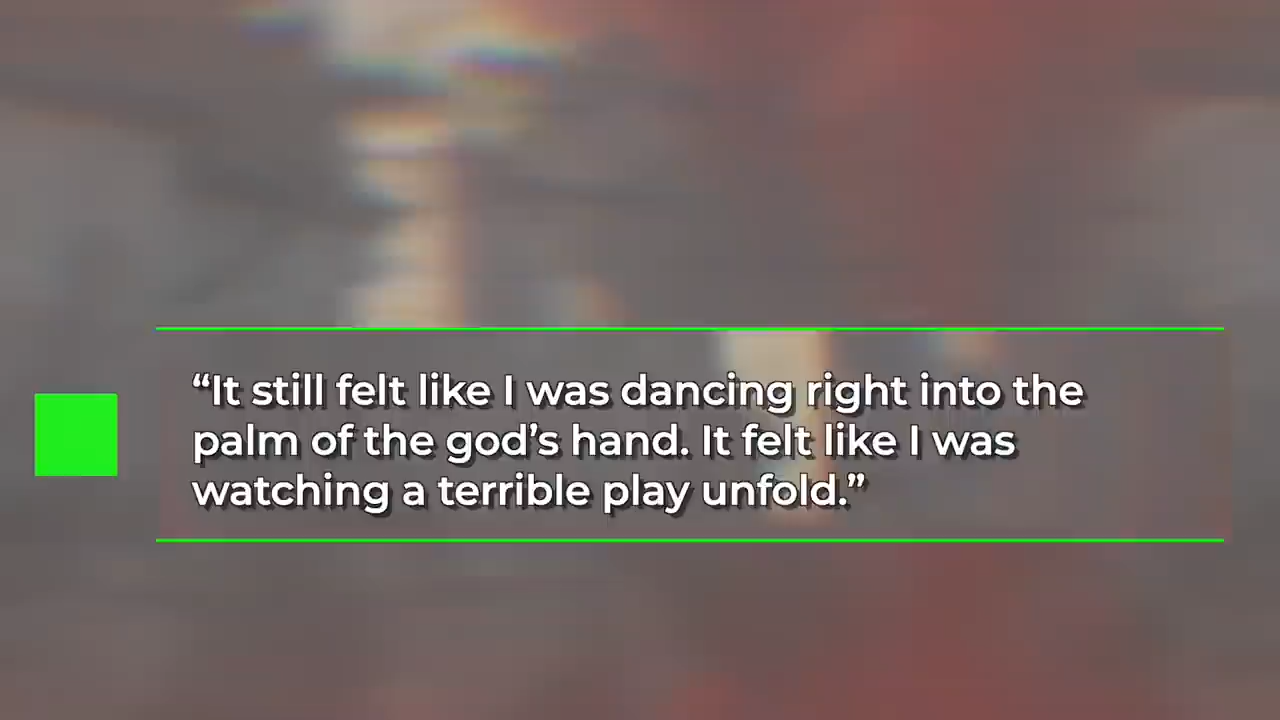 “It still felt like I was dancing right into the
palm of the god’s hand. It felt like I was
watching a terrible play unfold.”